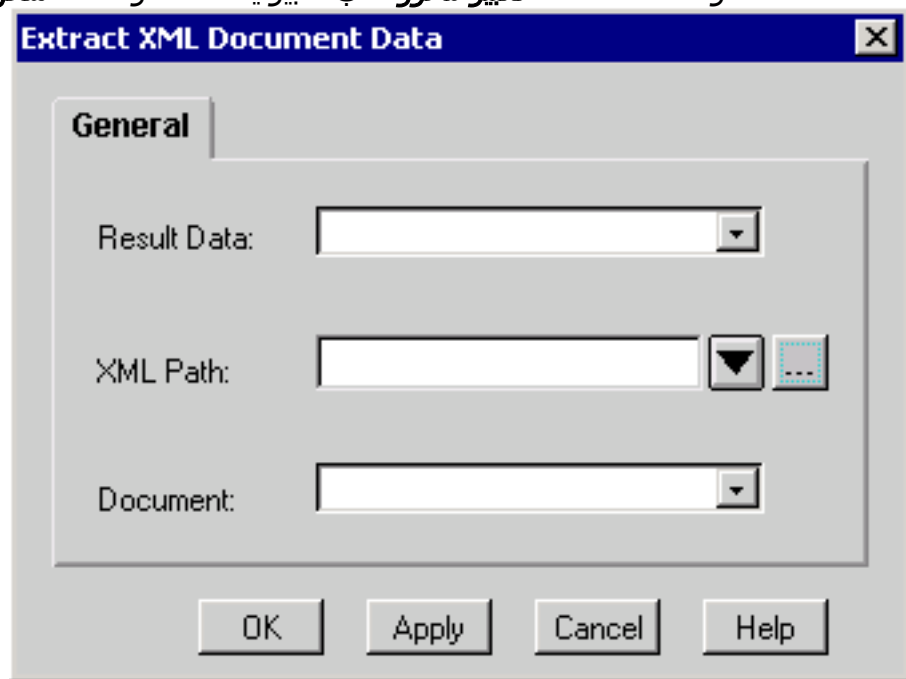 Extract XML Document Data
General
Result Data:
XML Path:
...
Document:
OK Apply Cancel Help